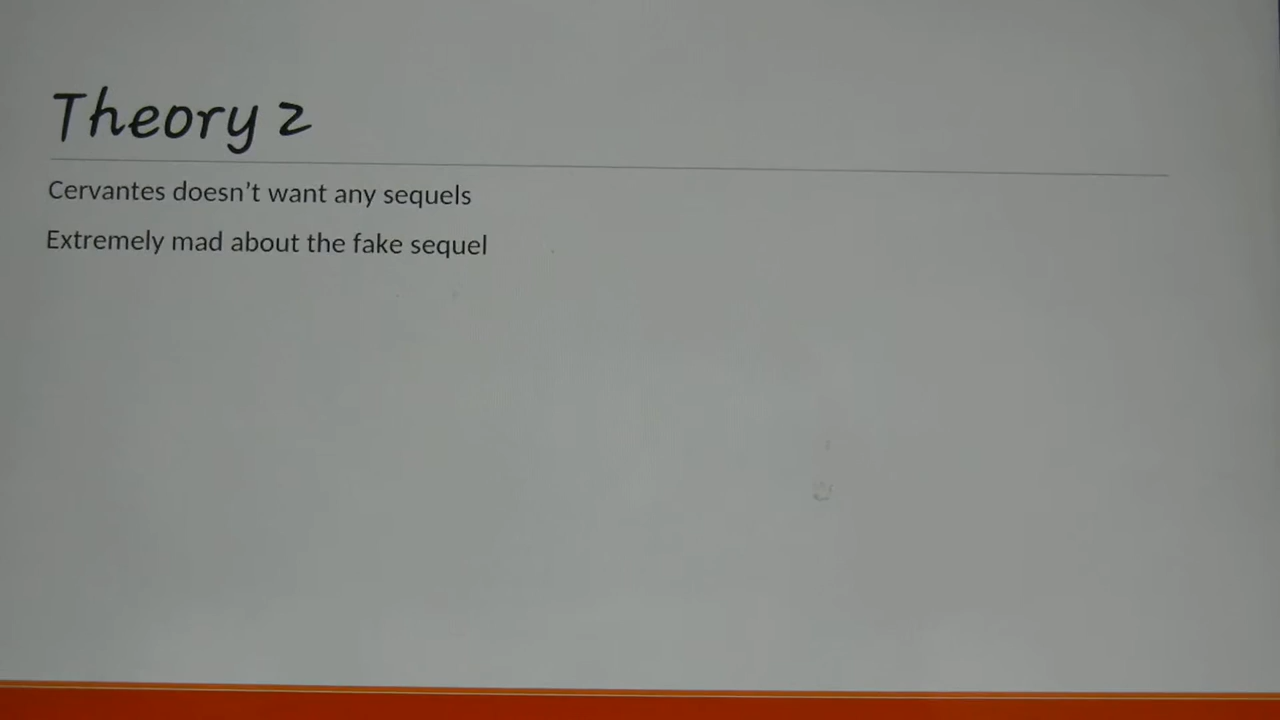 Theory 2
Cervantes doesn't want any sequels
Extremely mad about the fake sequel